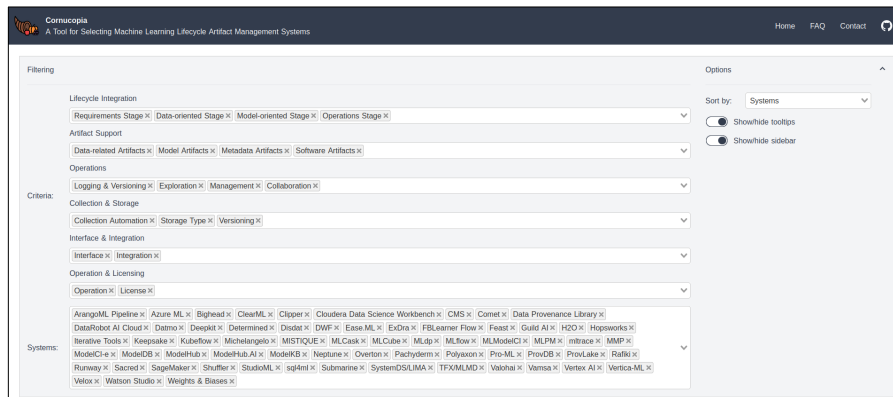 Cornucopia
A Tool for Selecting Machine Learning Lifecycle Artifact Management Systems
Home FAQ Contact
Filtering
Options
Lifecycle Integration
Requirements Stage × Data-oriented Stage × Model-oriented Stage × Operations Stage ×
Sort by: Systems
Show/hide tooltips
Artifact Support
Show/hide sidebar
Data-related Artifacts × Model Artifacts × Metadata Artifacts × Software Artifacts ×
Operations
Logging & Versioning × Exploration × Management × Collaboration ×
Criteria:
Collection & Storage
Collection Automation × Storage Type × Versioning ×
Interface & Integration
Interface × Integration ×
Operation & Licensing
Operation × License ×
Systems:
ArangoML Pipeline × Azure ML × Bighead × ClearML × Clipper × Cloudera Data Science Workbench × CMS × Comet × Data Provenance Library ×
DataRobot AI Cloud × Datmo × Deepkit × Determined × Disdat × DWF × Ease.ML × ExDra × FBLearner Flow × Feast × Guild AI × H2O × Hopsworks ×
Iterative Tools × Keepsake × Kubeflow × Michelangelo × MISTIQUE × MLCask × MLCube × MLdp × MLflow × MLModelCI × MLPM × mltrace × MMP ×
ModelCI-e × ModelDB × ModelHub × ModelHub.AI × ModelKB × Neptune × Overton × Pachyderm × Polyaxon × Pro-ML × ProvDB × ProvLake × Rafiki ×
Runway × Sacred × SageMaker × Shuffler × StudioML × sql4ml × Submarine × SystemDS/LIMA × TFX/MLMD × Valohai × Vamsa × Vertex AI × Vertica-ML ×
Velox × Watson Studio × Weights & Biases ×